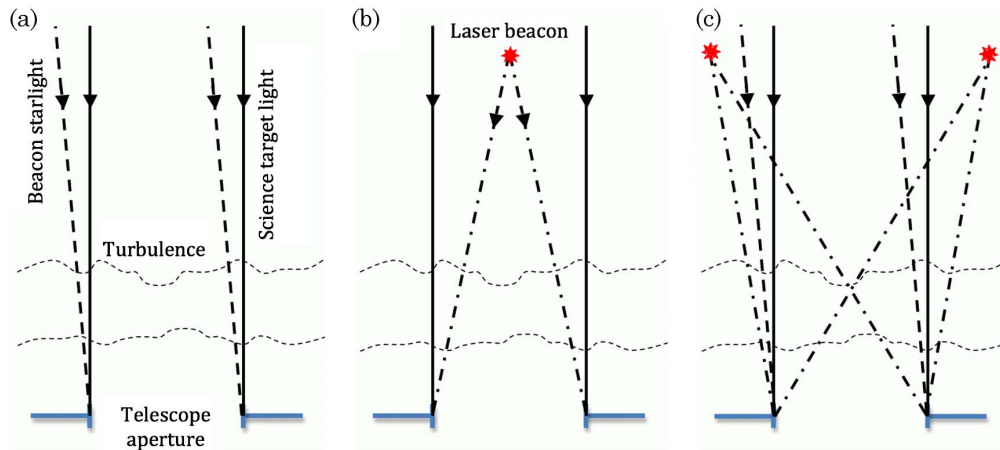 (a)
Beacon starlight
Science target light
Turbulence
Telescope
aperture
(b)
Laser beacon
(c)